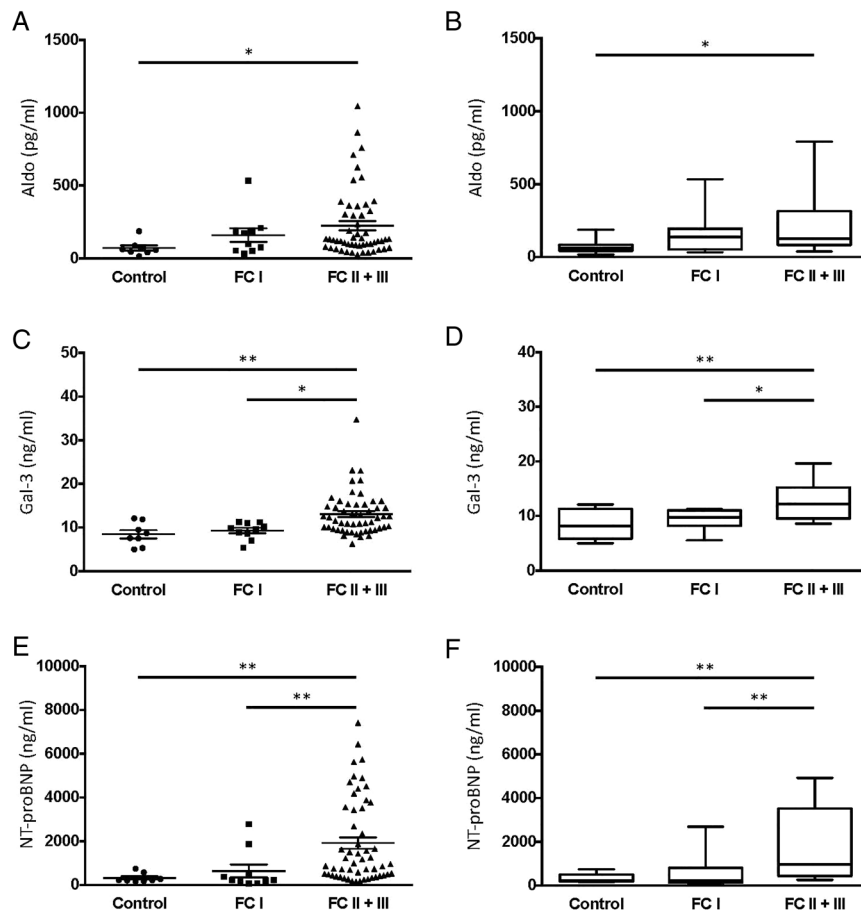 A
Aldo (pg/ml)
1500
1000
500
0
*
Control
FC I
FC II + III
B
Aldo (pg/ml)
1500
1000
500
0
*
Control
FC I
FC II + III
C
Gal-3 (ng/ml)
50
40
30
20
10
0
**
*
Control
FC I
FC II + III
D
Gal-3 (ng/ml)
40
30
20
10
0
**
*
Control
FC I
FC II + III
E
NT-proBNP (ng/ml)
10000
8000
6000
4000
2000
0
**
**
Control
FC I
FC II + III
F
NT-proBNP (ng/ml)
10000
8000
6000
4000
2000
0
**
**
Control
FC I
FC II + III